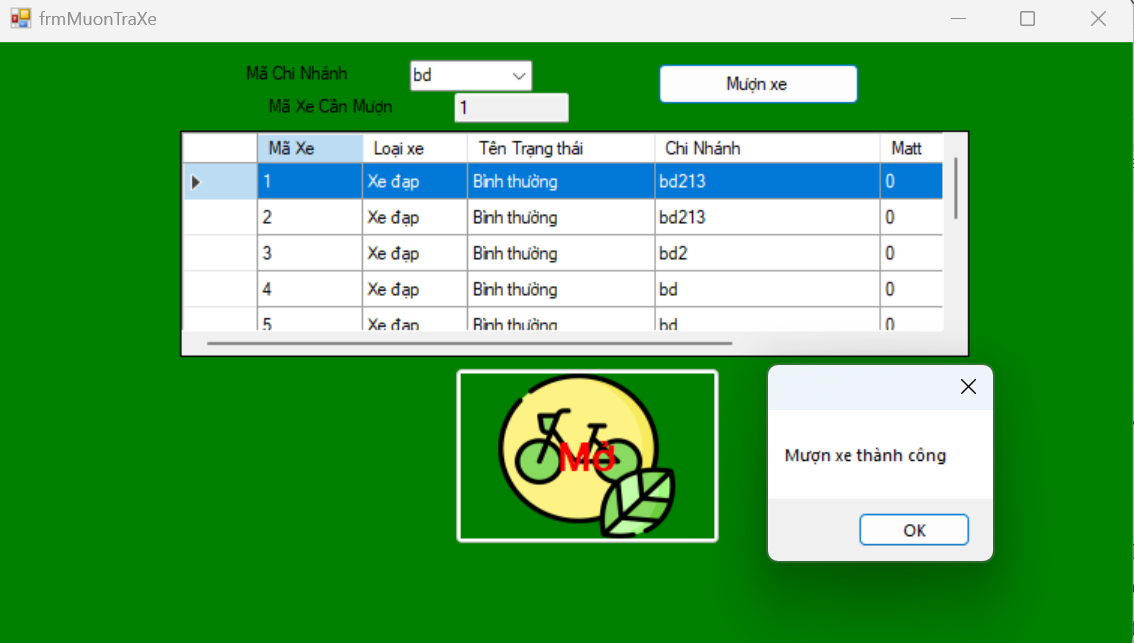 frmMuonTraXe
Mã Chi Nhánh bd Mượn xe
Mã Xe Cần Mượn 1
Mã Xe Loại xe Tên Trạng thái Chi Nhánh Matt
1 Xe đạp Bình thường bd213 0
2 Xe đạp Bình thường bd213 0
3 Xe đạp Bình thường bd2 0
4 Xe đạp Bình thường bd 0
5 Xe đạp Bình thường bd 0
Mở
Mượn xe thành công
OK